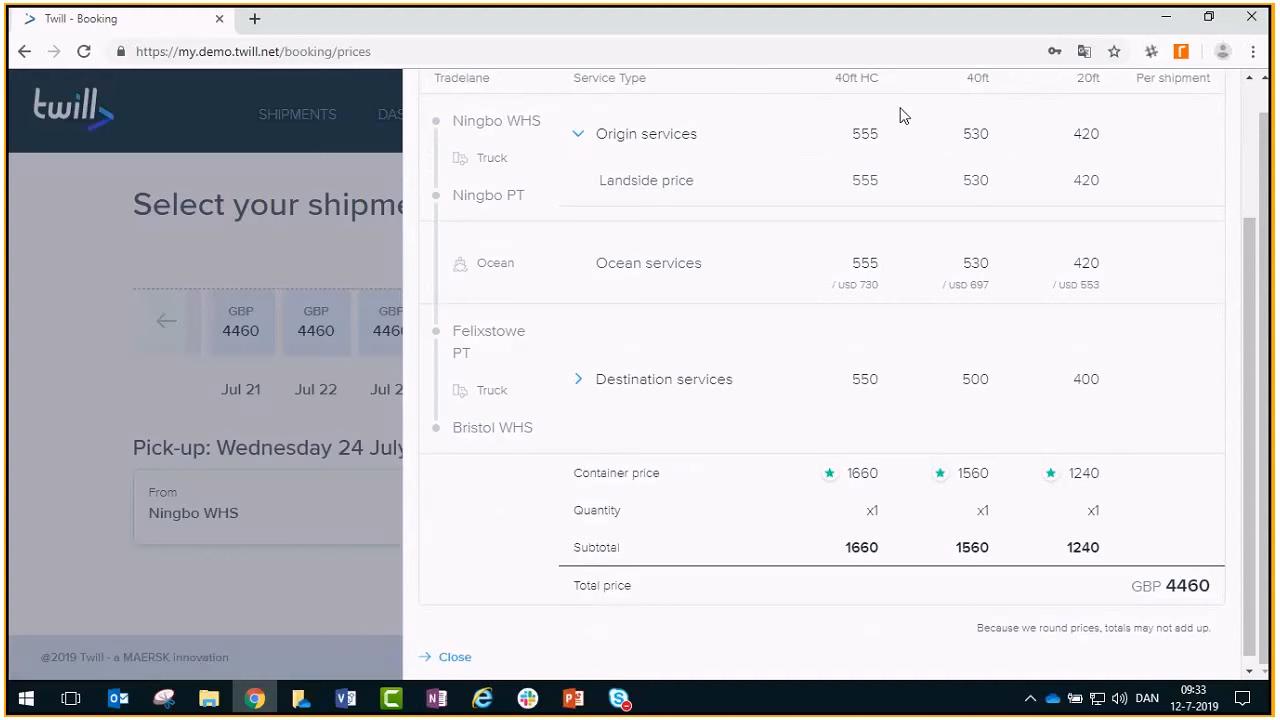 Twill - Booking
https://my.demo.twill.net/booking/prices
twill
SHIPMENTS
DAS
Select your shipme
GBP 4460
GBP 4460
GBP 446
Jul 21
Jul 22
Jul 2
Pick-up: Wednesday 24 July
From
Ningbo WHS
@2019 Twill - a MAERSK innovation
Tradelane Service Type 40ft HC 40ft 20ft Per shipment
Ningbo WHS
Origin services 555 530 420
Truck
Landside price 555 530 420
Ningbo PT
Ocean Ocean services 555 530 420
/ USD 730 / USD 697 / USD 553
Felixstowe
PT
Destination services 550 500 400
Truck
Bristol WHS
Container price 1660 1560 1240
Quantity x1 x1 x1
Subtotal 1660 1560 1240
Total price GBP 4460
Because we round prices, totals may not add up.
Close
DAN
09:33
12-7-2019